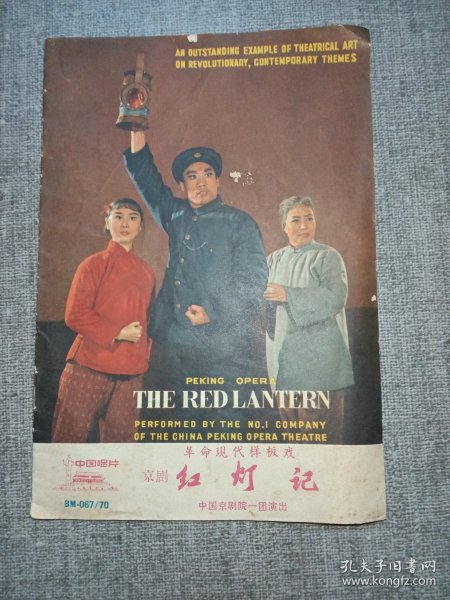 AN OUTSTANDING EXAMPLE OF THEATRICAL ART
ON REVOLUTIONARY, CONTEMPORARY THEMES
PEKING OPERA
THE RED LANTERN
PERFORMED BY THE NO.1 COMPANY
OF THE CHINA PEKING OPERA THEATRE
革命现代样板戏
中国唱片
京剧 红灯记
BM-067/70
中国京剧院一团演出
孔夫子旧书网
www.kongfz.com